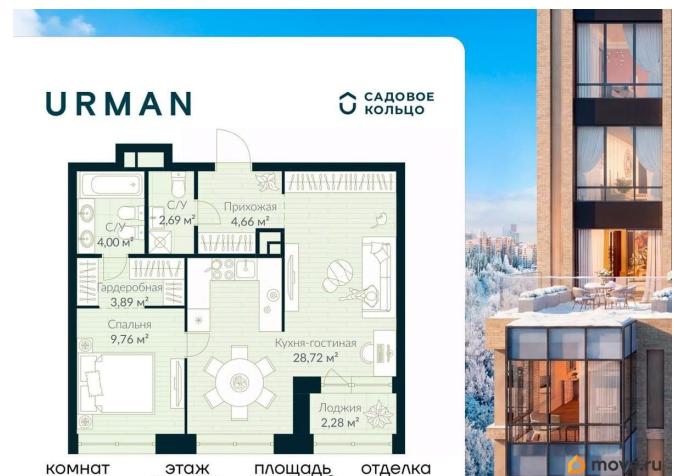 URMAN
САДОВОЕ
КОЛЬЦО
С/У
2.69 м²
Прихожая
4,66 м²
С/У
4,00 м²
Гардеробная
3,89 м²
Спальня
9,76 м²
Кухня-гостиная
28,72 м²
Лоджия
2,28 м²
комнат этаж площадь отделка
move.ru